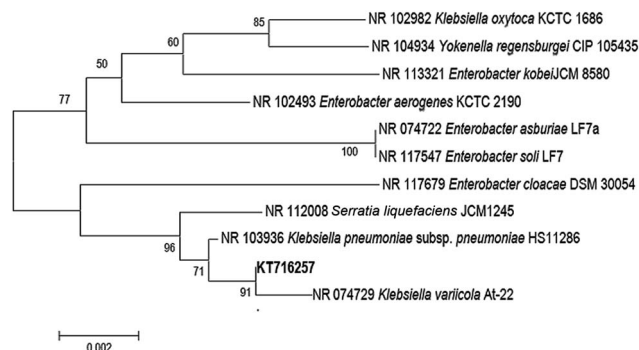 85
NR 102982 Klebsiella oxytoca KCTC 1686
60
NR 104934 Yokenella regensburgei CIP 105435
50
NR 113321 Enterobacter kobeiJCM 8580
77
NR 102493 Enterobacter aerogenes KCTC 2190
NR 074722 Enterobacter asburiae LF7a
100
NR 117547 Enterobacter soli LF7
NR 117679 Enterobacter cloacae DSM 30054
NR 112008 Serratia liquefaciens JCM1245
96
NR 103936 Klebsiella pneumoniae subsp. pneumoniae HS11286
71
KT716257
91
NR 074729 Klebsiella variicola At-22
0.002